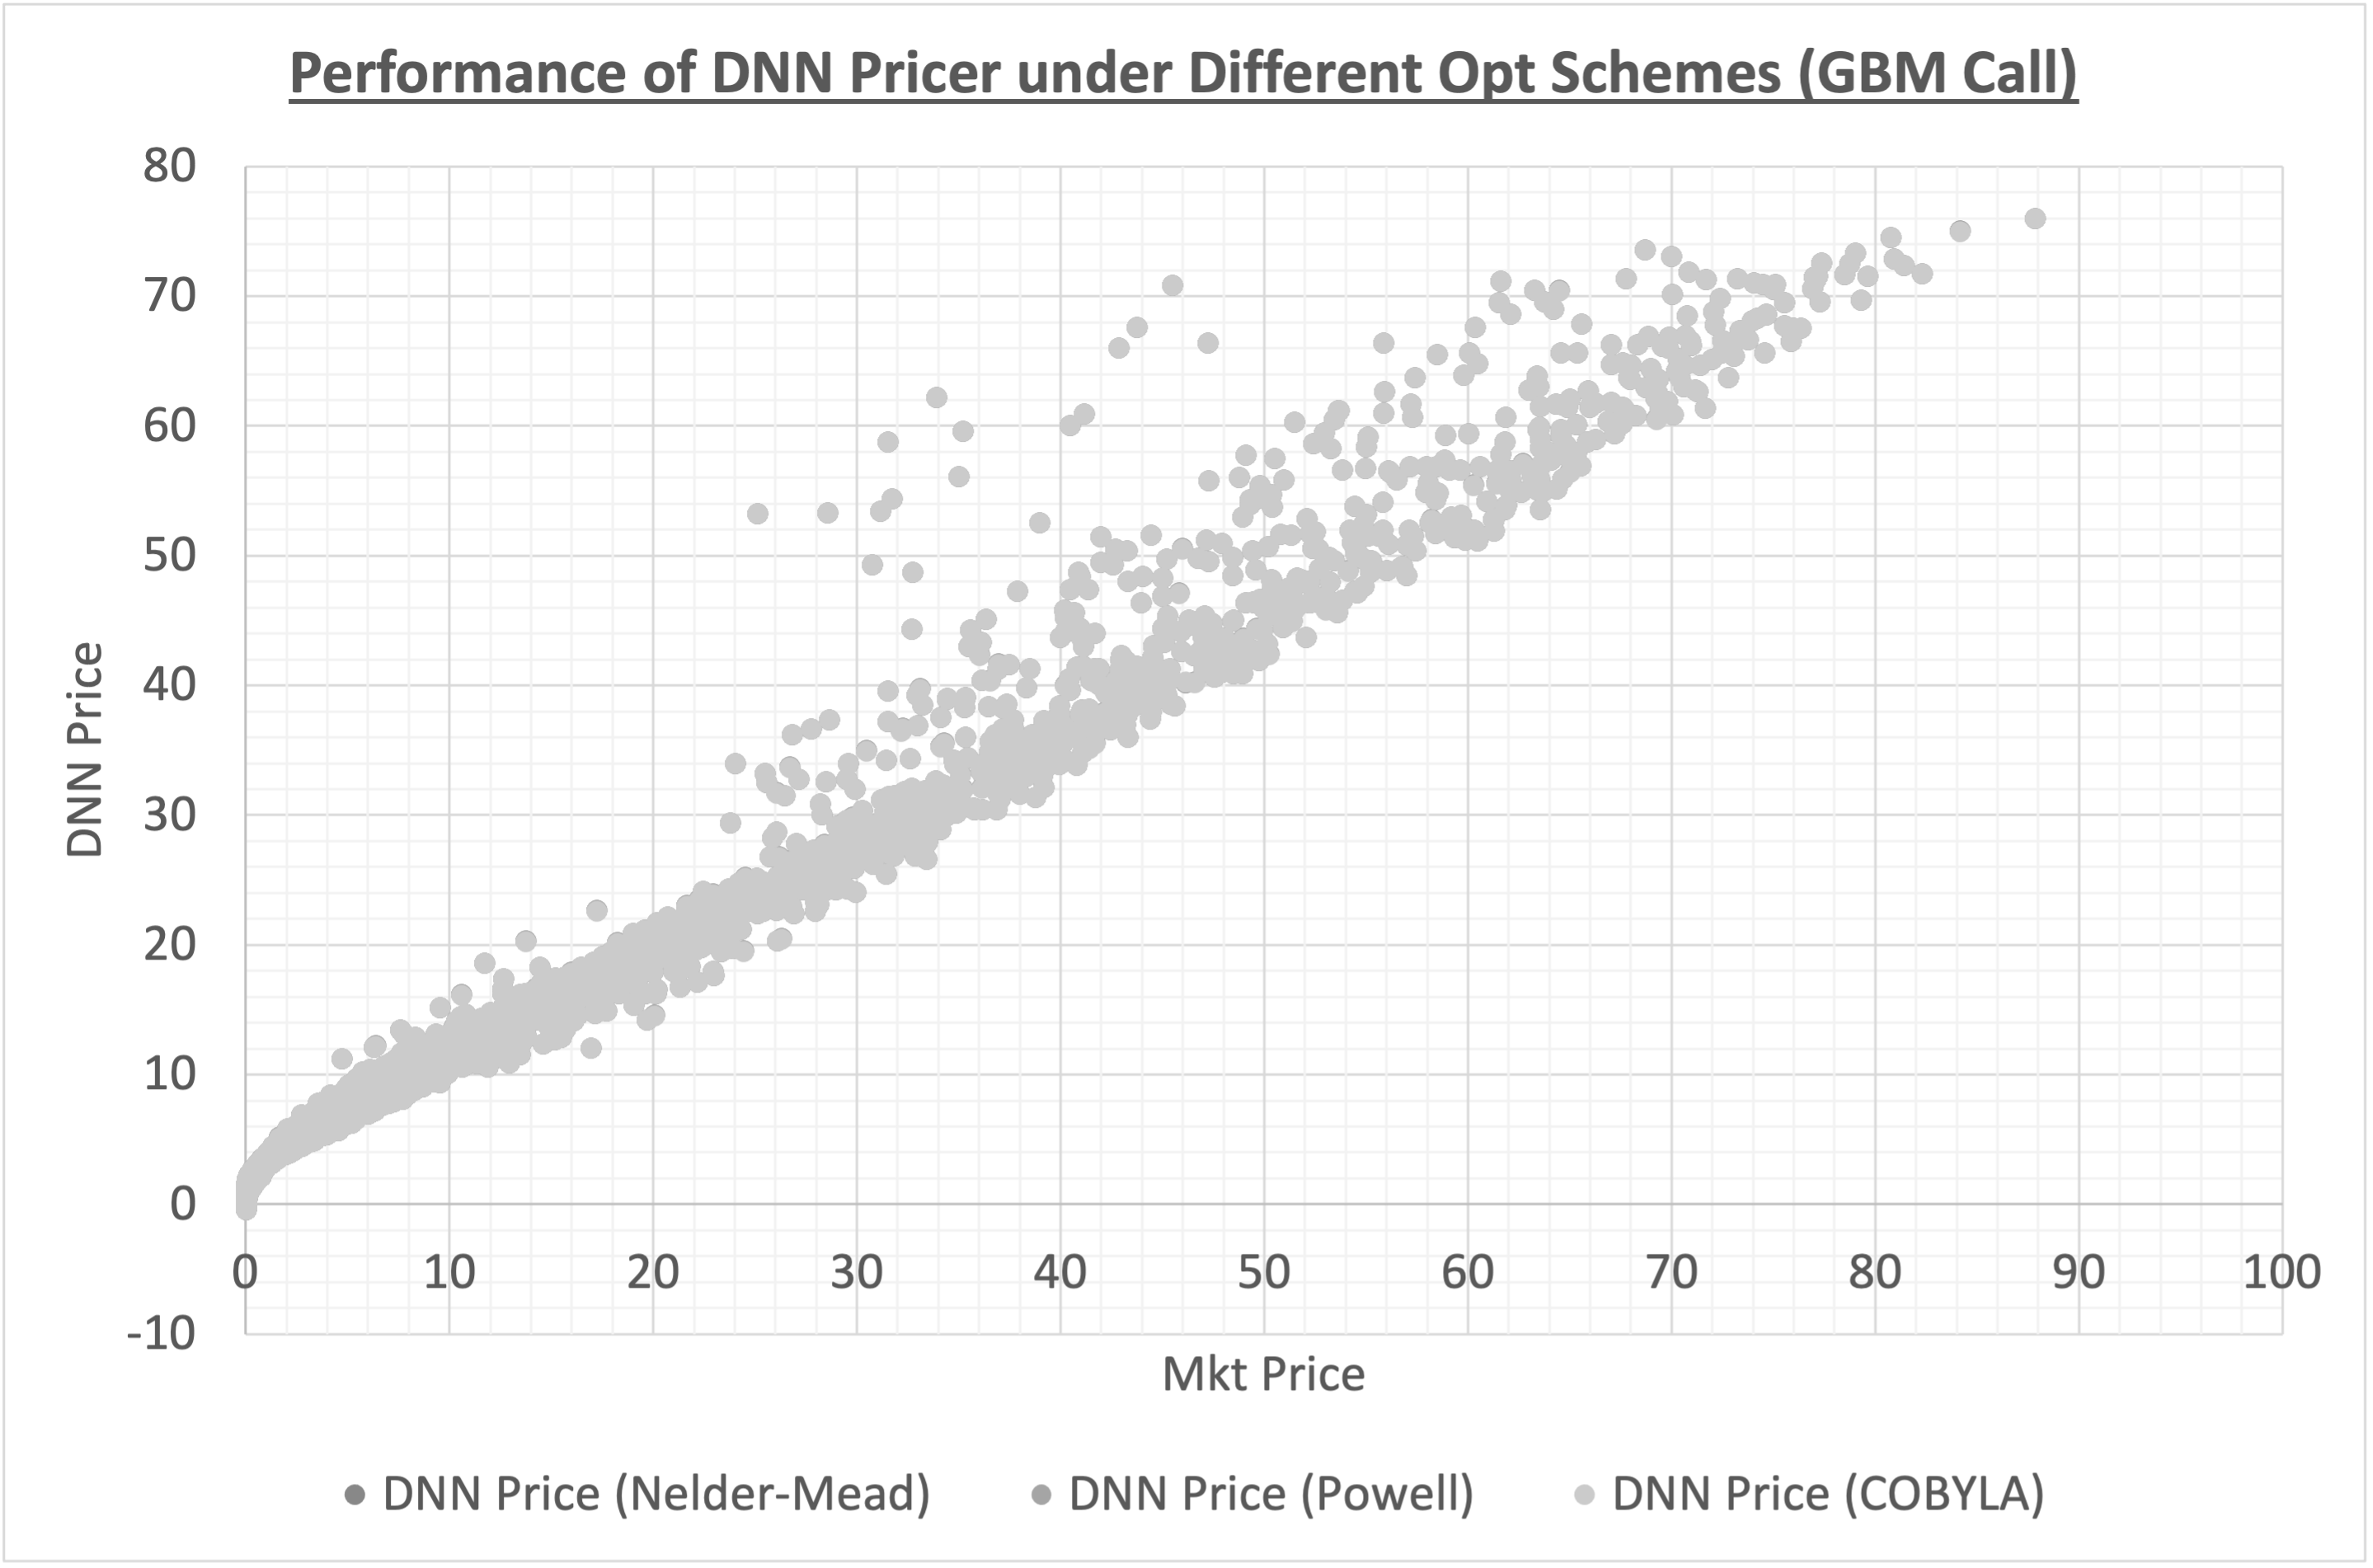 Performance of DNN Pricer under Different Opt Schemes (GBM Call)
80
70
60
50
40
30
20
10
0
-10
DNN Price
0 10 20 30 40 50 60 70 80 90 100
Mkt Price
DNN Price (Nelder-Mead) DNN Price (Powell) DNN Price (COBYLA)